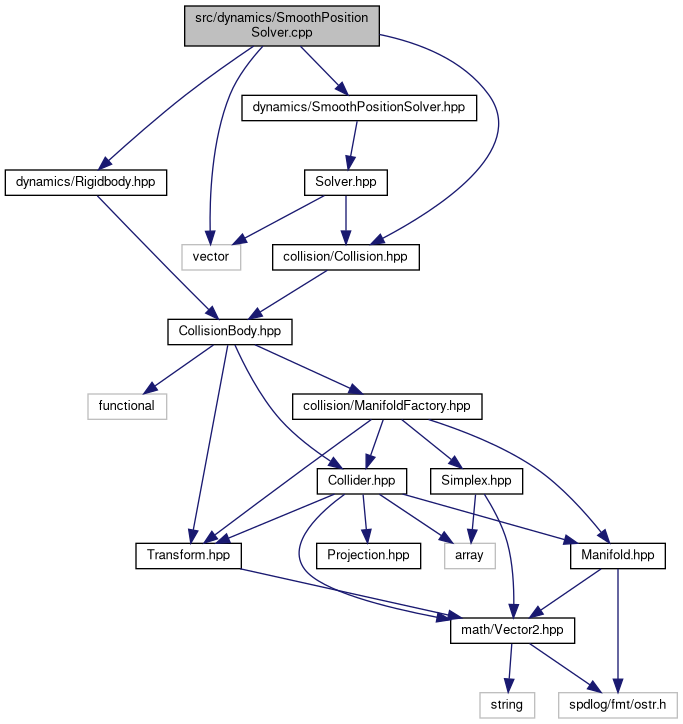 src/dynamics/SmoothPosition
Solver.cpp
dynamics/SmoothPositionSolver.hpp
dynamics/Rigidbody.hpp
Solver.hpp
vector
collision/Collision.hpp
CollisionBody.hpp
functional
collision/ManifoldFactory.hpp
Collider.hpp
Simplex.hpp
Transform.hpp
Projection.hpp
array
Manifold.hpp
math/Vector2.hpp
string
spdlog/fmt/ostr.h